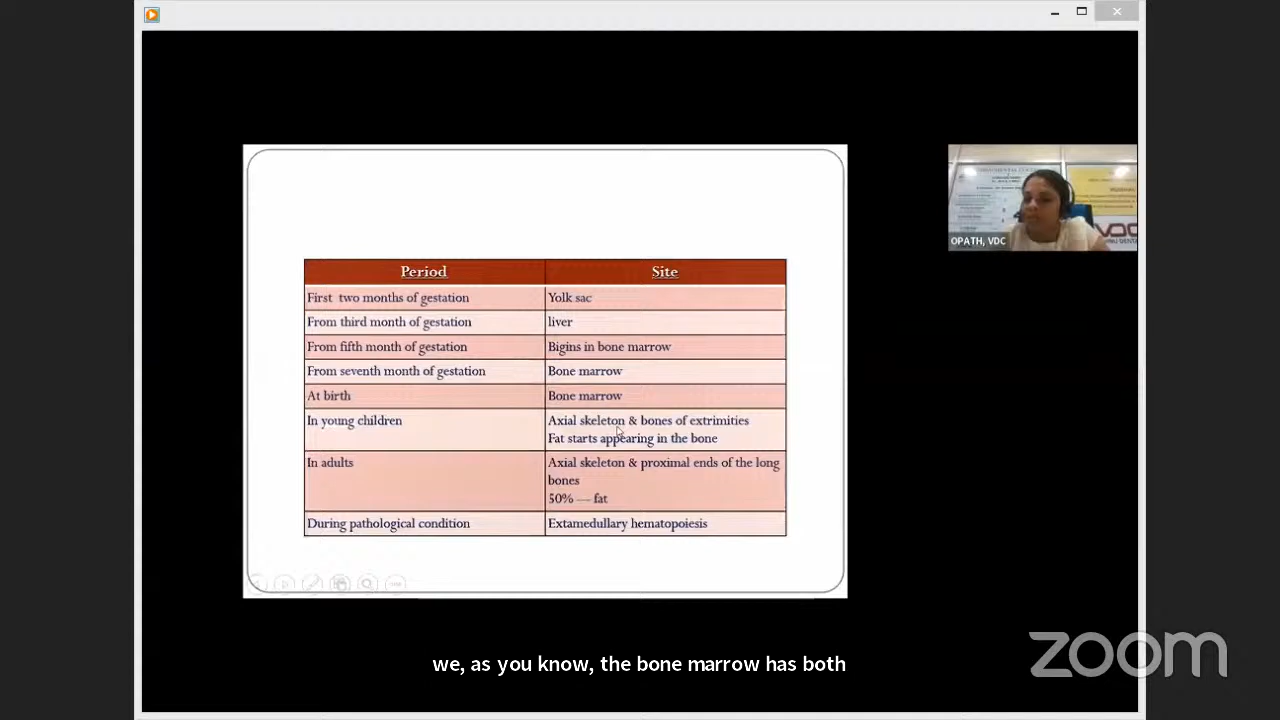 Period Site
First two months of gestation Yolk sac
From third month of gestation liver
From fifth month of gestation Bigins in bone marrow
From seventh month of gestation Bone marrow
At birth Bone marrow
In young children Axial skeleton & bones of extrimities
Fat starts appearing in the bone
In adults Axial skeleton & proximal ends of the long
bones
50% — fat
During pathological condition Extamedullary hematopoiesis
OPATH, VDC
we, as you know, the bone marrow has both
zoom